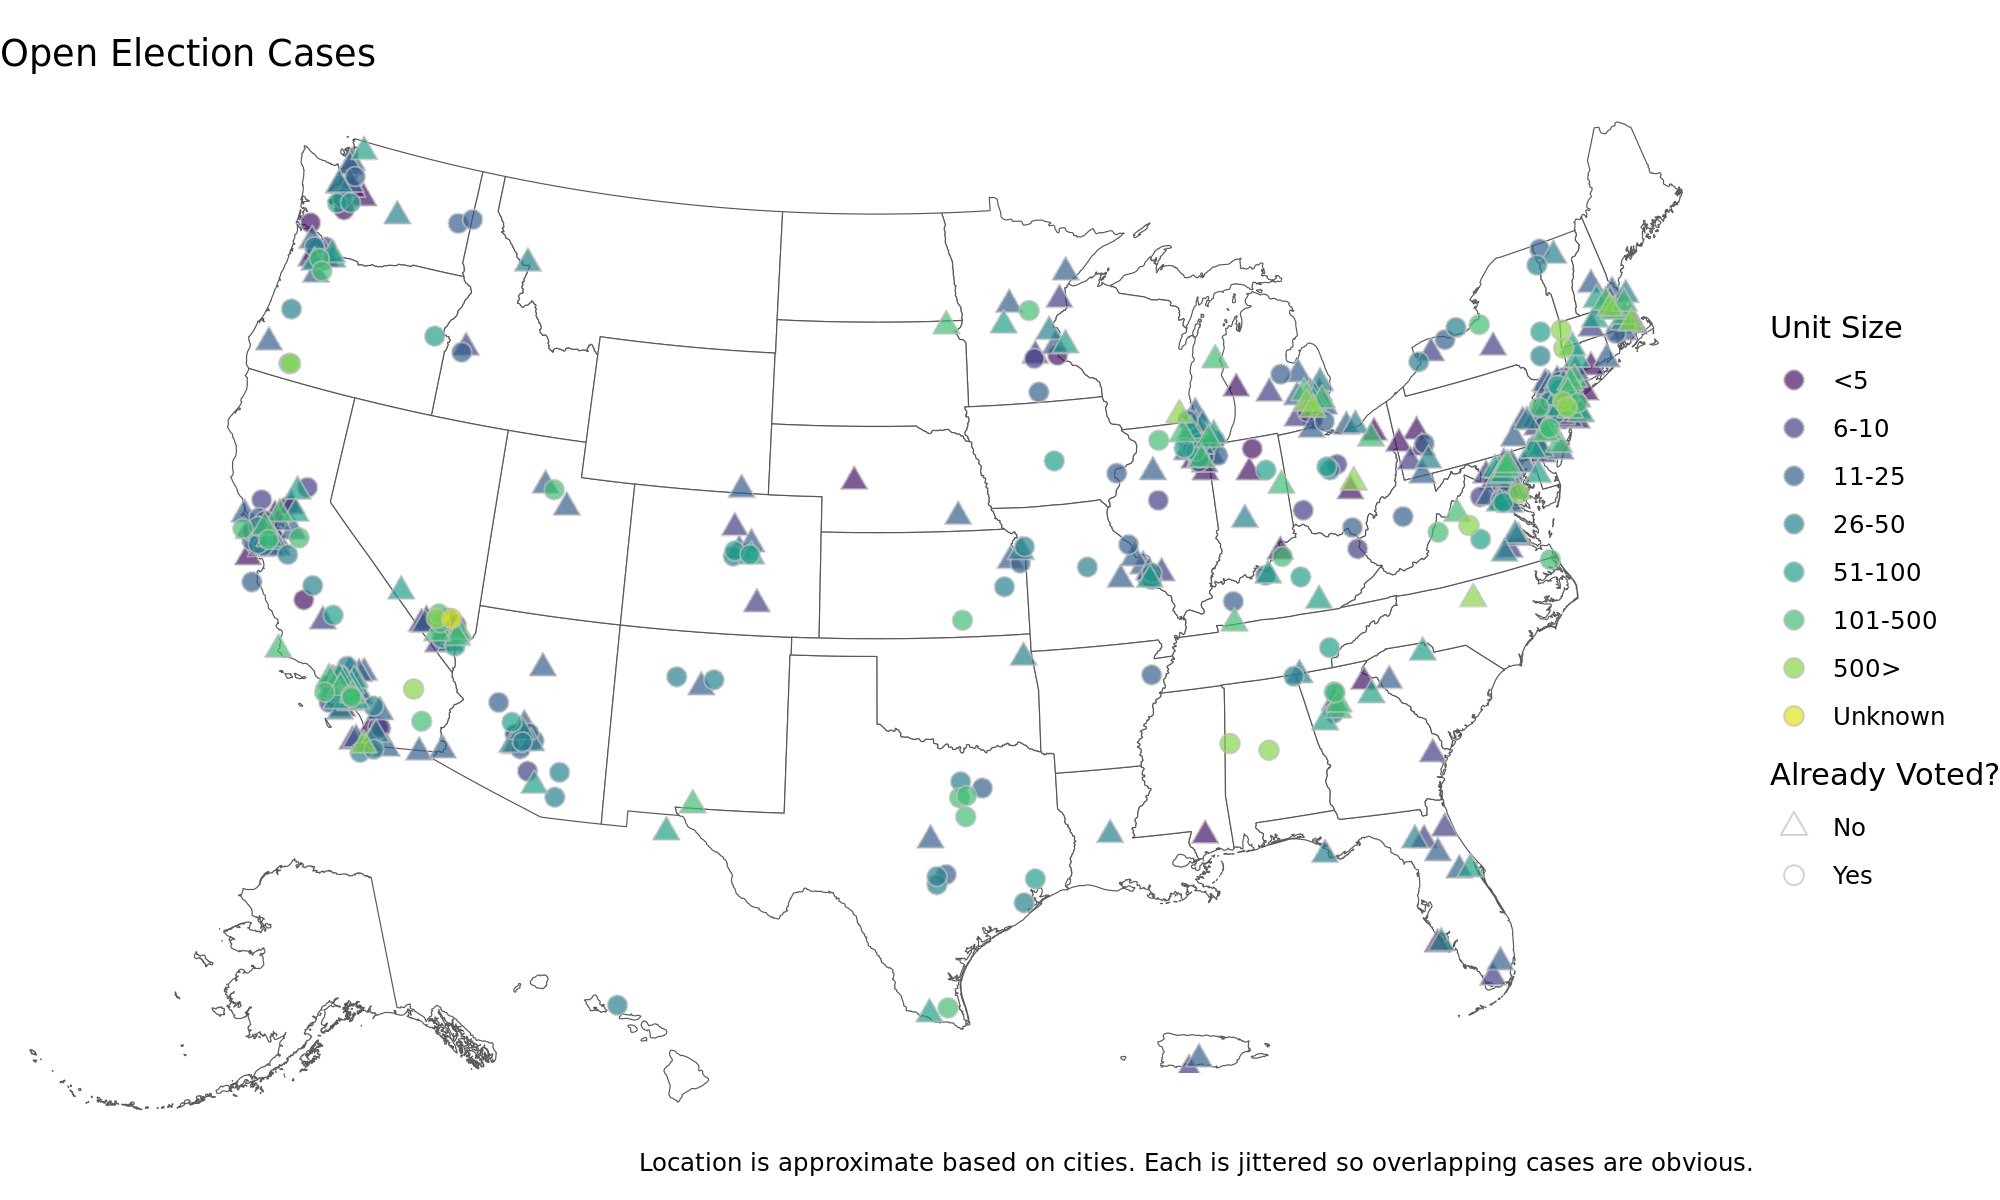 Open Election Cases
Unit Size
<5
6-10
11-25
26-50
51-100
101-500
500>
Unknown
Already Voted?
No
Yes
Location is approximate based on cities. Each is jittered so overlapping cases are obvious.